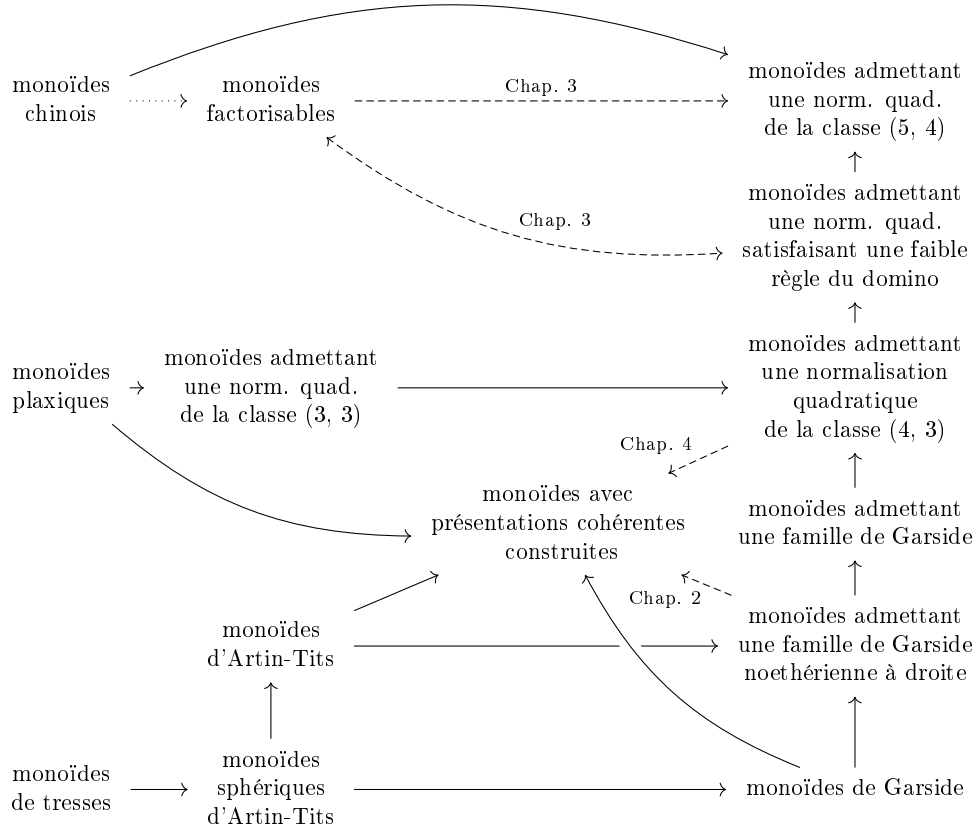 monoïdes
chinois
monoïdes
factorisables
Chap. 3
monoïdes admettant
une norm. quad.
de la classe (5, 4)
Chap. 3
monoïdes admettant
une norm. quad.
satisfaisant une faible
règle du domino
monoïdes
plaxiques
monoïdes admettant
une norm. quad.
de la classe (3, 3)
monoïdes admettant
une normalisation
quadratique
de la classe (4, 3)
Chap. 4
monoïdes avec
présentations cohérentes
construites
monoïdes admettant
une famille de Garside
Chap. 2
monoïdes
d'Artin-Tits
monoïdes admettant
une famille de Garside
noethérienne à droite
monoïdes
de tresses
monoïdes
sphériques
d'Artin-Tits
monoïdes de Garside